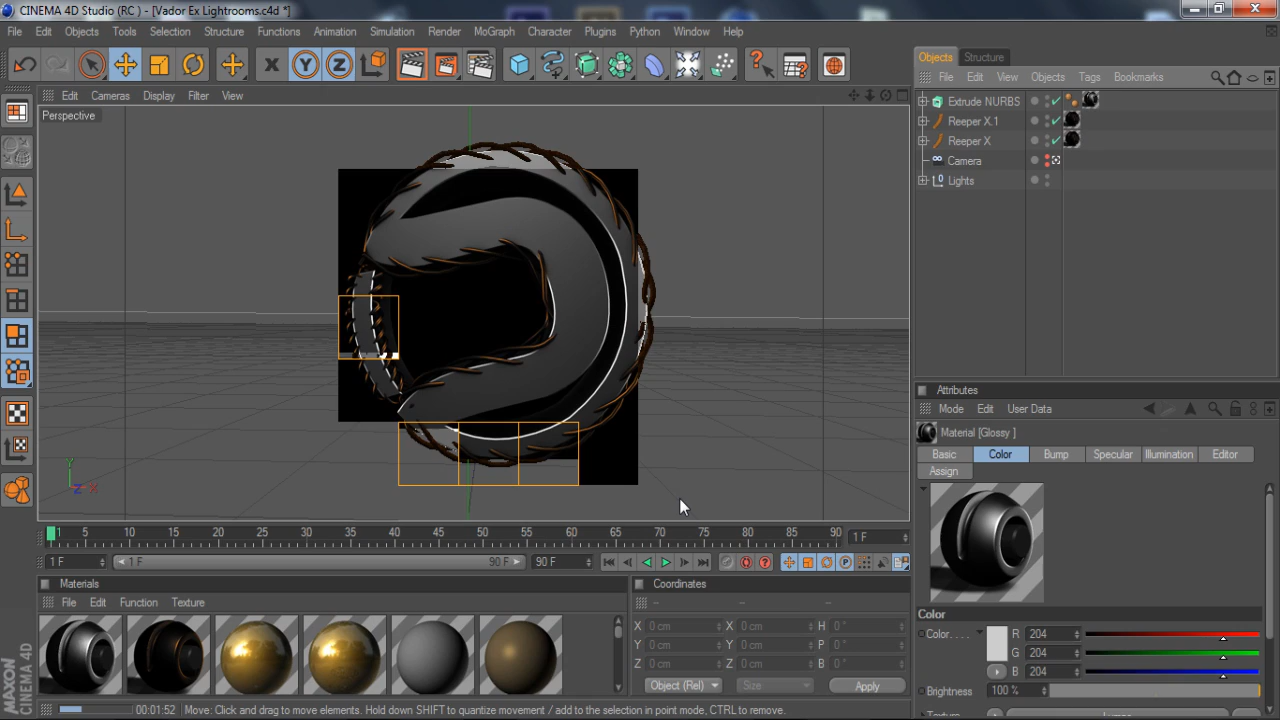 CINEMA 4D Studio (RC ) - [Vador Ex Lightrooms.c4d *]
File Edit Objects Tools Selection Structure Functions Animation Simulation Render MoGraph Character Plugins Python Window Help
X Y Z
Edit Cameras Display Filter View
Perspective
Y
Z X
Objects Structure
File Edit View Objects Tags Bookmarks
Extrude NURBS
Reeper X.1
Reeper X
Camera
Lights
Attributes
Mode Edit User Data
Material [Glossy ]
Basic Color Bump Specular Illumination Editor
Assign
Color
Color. . . . R 204
G 204
B 204
Brightness 100 %
1 5 10 15 20 25 30 35 40 45 50 55 60 65 70 75 80 85 90 1 F
1 F 1 F 90 F 90 F
Materials
File Edit Function Texture
Coordinates
-- -- --
X 0 cm X 0 cm H 0 °
Y 0 cm Y 0 cm P 0 °
Z 0 cm Z 0 cm B 0 °
Object (Rel) Size Apply
MAXON
CINEMA 4D
00:01:52 Move: Click and drag to move elements. Hold down SHIFT to quantize movement / add to the selection in point mode, CTRL to remove.